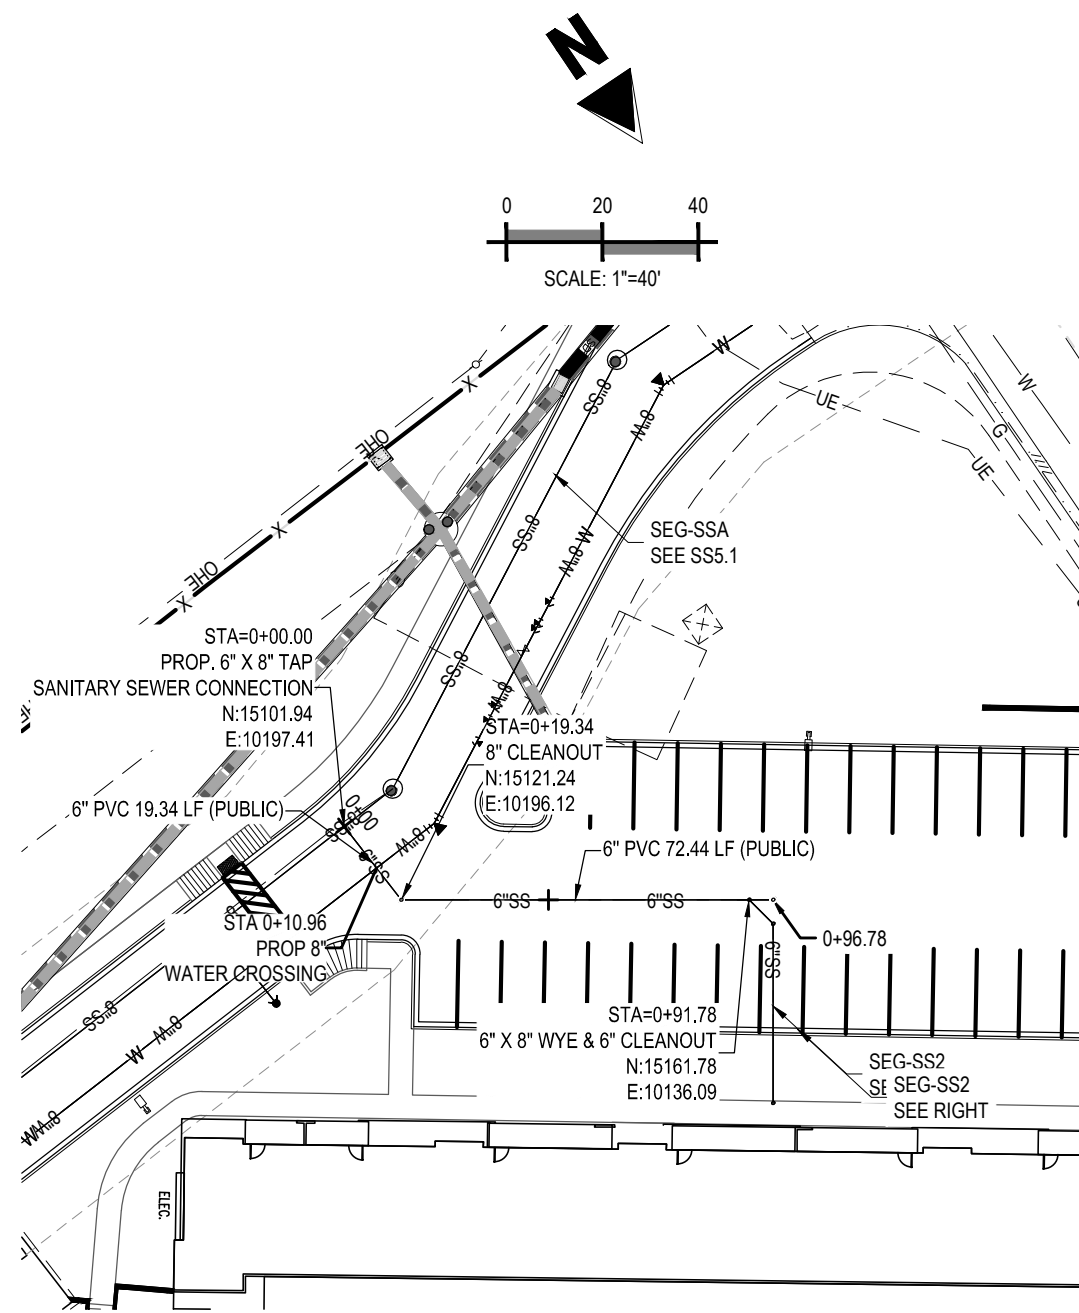 N
0 20 40
SCALE: 1"=40'
W
UE
W
G
UE
OHE
X
8"SS
8"W
X
OHE
X
8"SS
8"W W
SEG-SSA
SEE SS5.1
STA=0+00.00
PROP. 6" X 8" TAP
SANITARY SEWER CONNECTION
N:15101.94
E:10197.41
8"SS
8"W
STA=0+19.34
8" CLEANOUT
N:15121.24
E:10196.12
6" PVC 19.34 LF (PUBLIC)
0+00
8"SS
8"W
6"SS
6" PVC 72.44 LF (PUBLIC)
6"SS
6"SS
STA 0+10.96
PROP 8"
WATER CROSSING
0+96.78
6"SS
8"SS
8"W
W
STA=0+91.78
6" X 8" WYE & 6" CLEANOUT
N:15161.78
E:10136.09
SEG-SS2
SE
SEG-SS2
SEE RIGHT
8"W
W
ELEC.